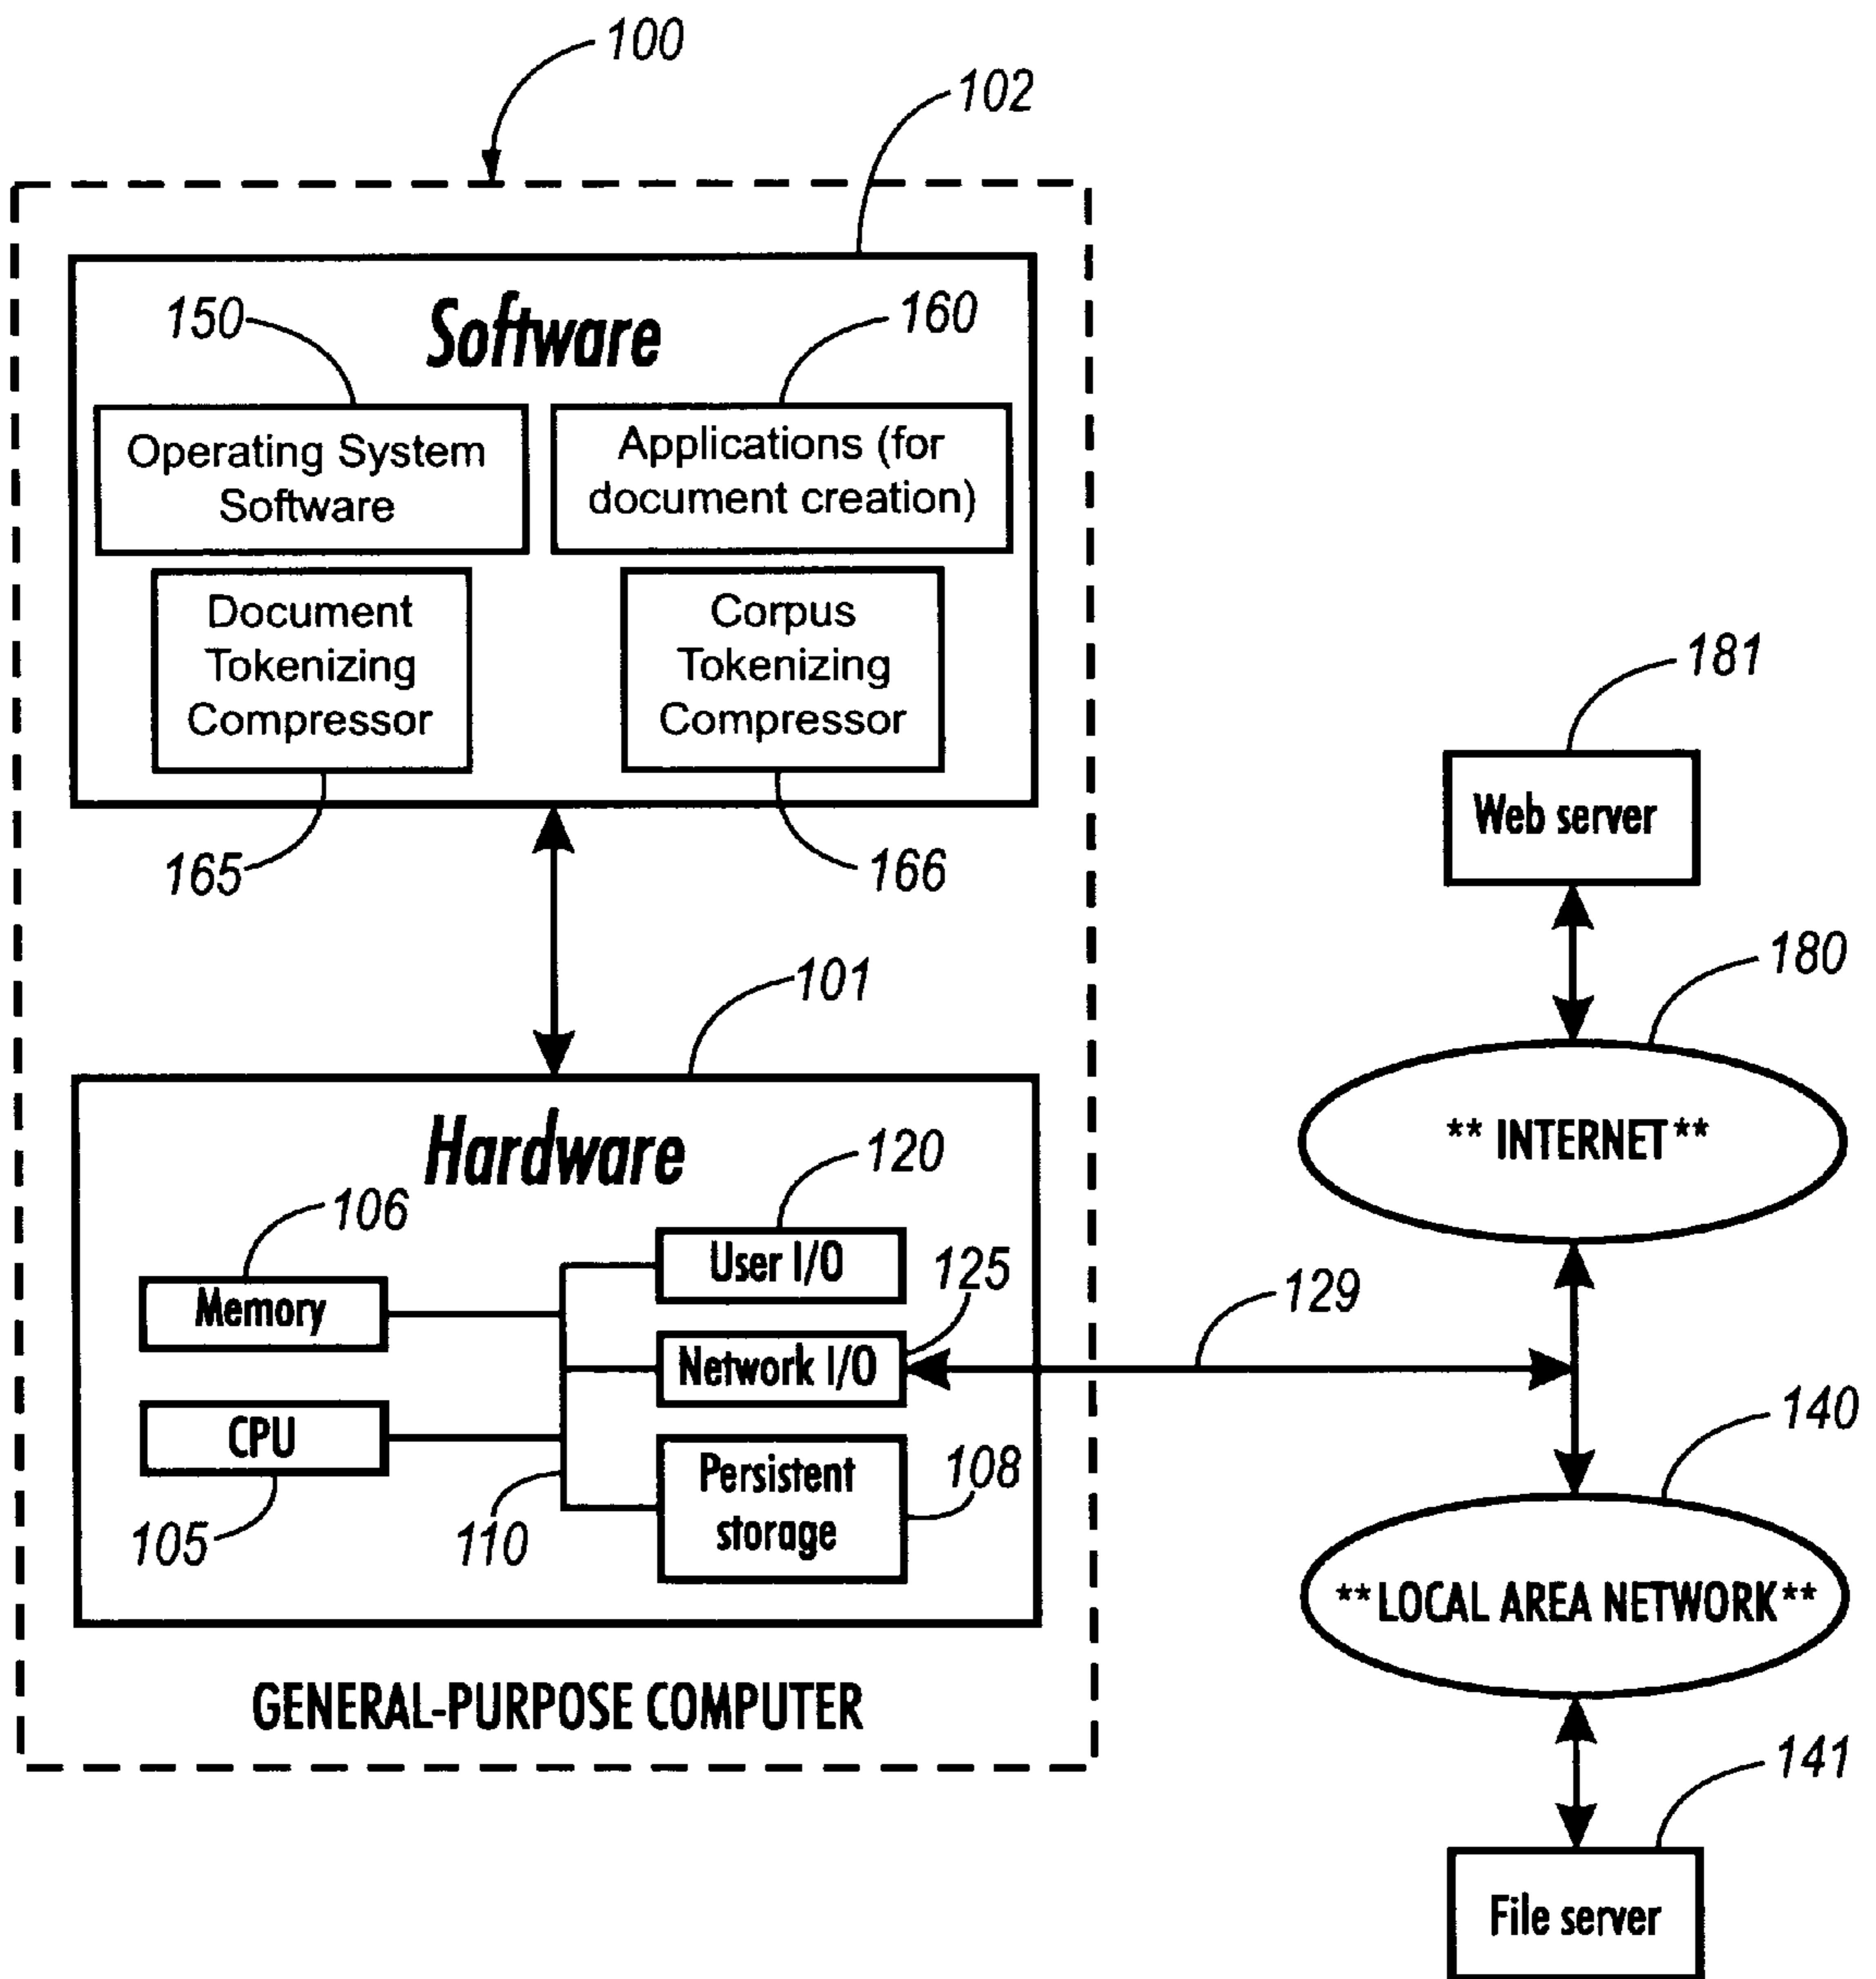 100
102
Software
150
160
Operating System
Software
Applications (for
document creation)
Document
Tokenizing
Compressor
Corpus
Tokenizing
Compressor
165
166
101
Hardware
106
120
User I/O
125
Memory
Network I/O
CPU
Persistent
storage
108
105
110
GENERAL-PURPOSE COMPUTER
181
Web server
180
** INTERNET**
129
140
**LOCAL AREA NETWORK**
141
File server